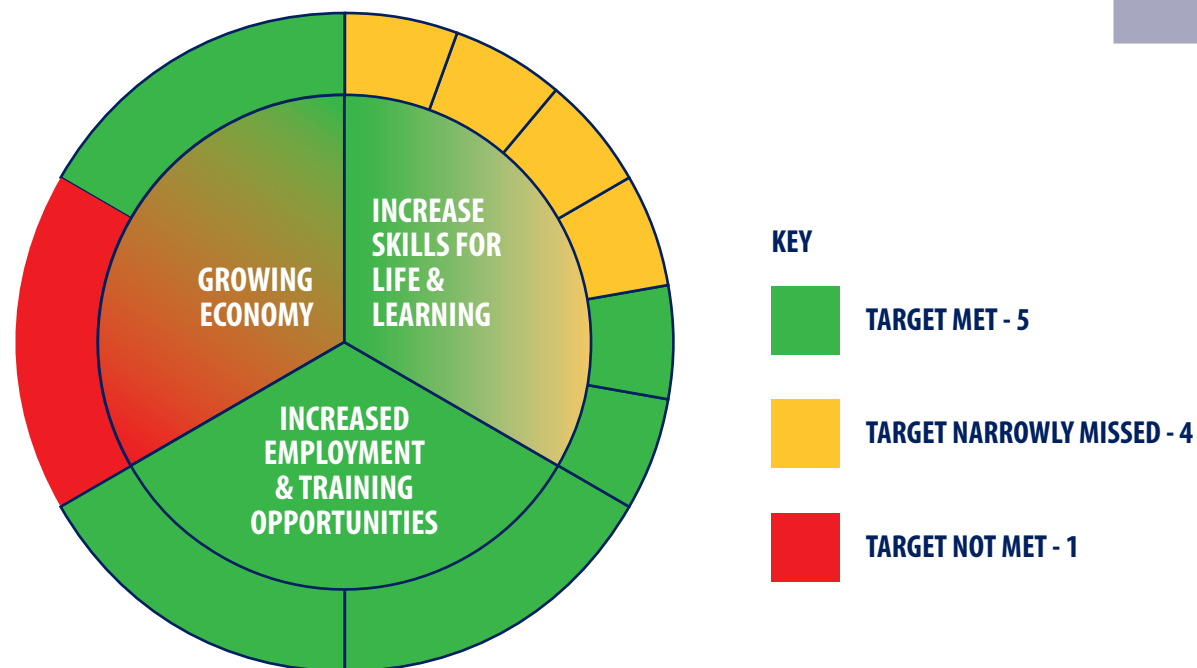 GROWING
ECONOMY
INCREASE
SKILLS FOR
LIFE &
LEARNING
INCREASED
EMPLOYMENT
& TRAINING
OPPORTUNITIES
KEY
TARGET MET - 5
TARGET NARROWLY MISSED - 4
TARGET NOT MET - 1